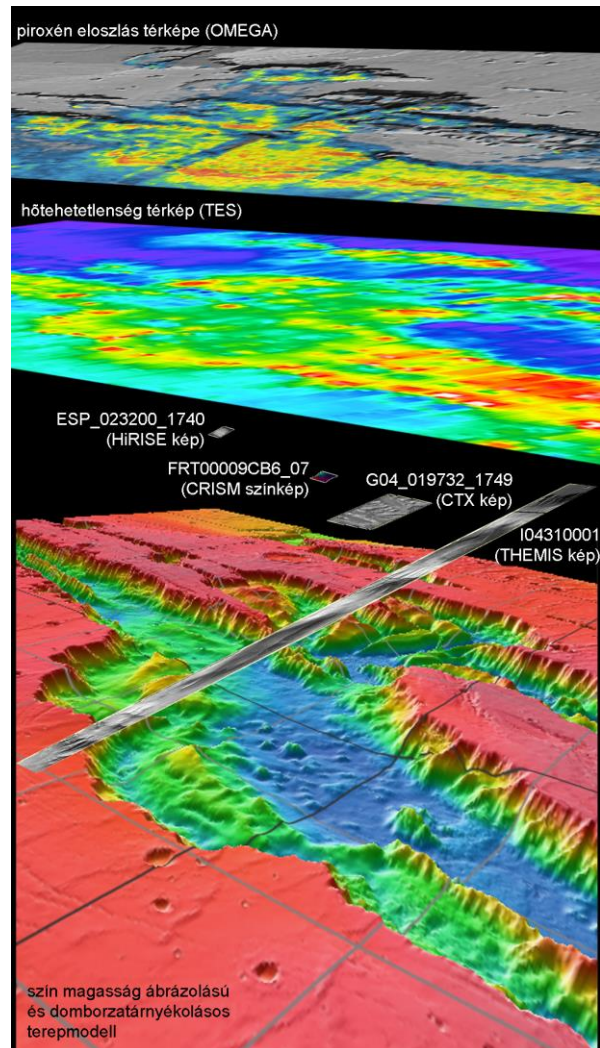 piroxén eloszlás térképe (OMEGA)
hőtehetetlenség térkép (TES)
ESP_023200_1740
(HiRISE kép)
FRT00009CB6_07
(CRISM színkép)
G04_019732_1749
(CTX kép)
I04310001
(THEMIS kép)
szín magasság ábrázolású
és domborzatárnyékolásos
terepmodell